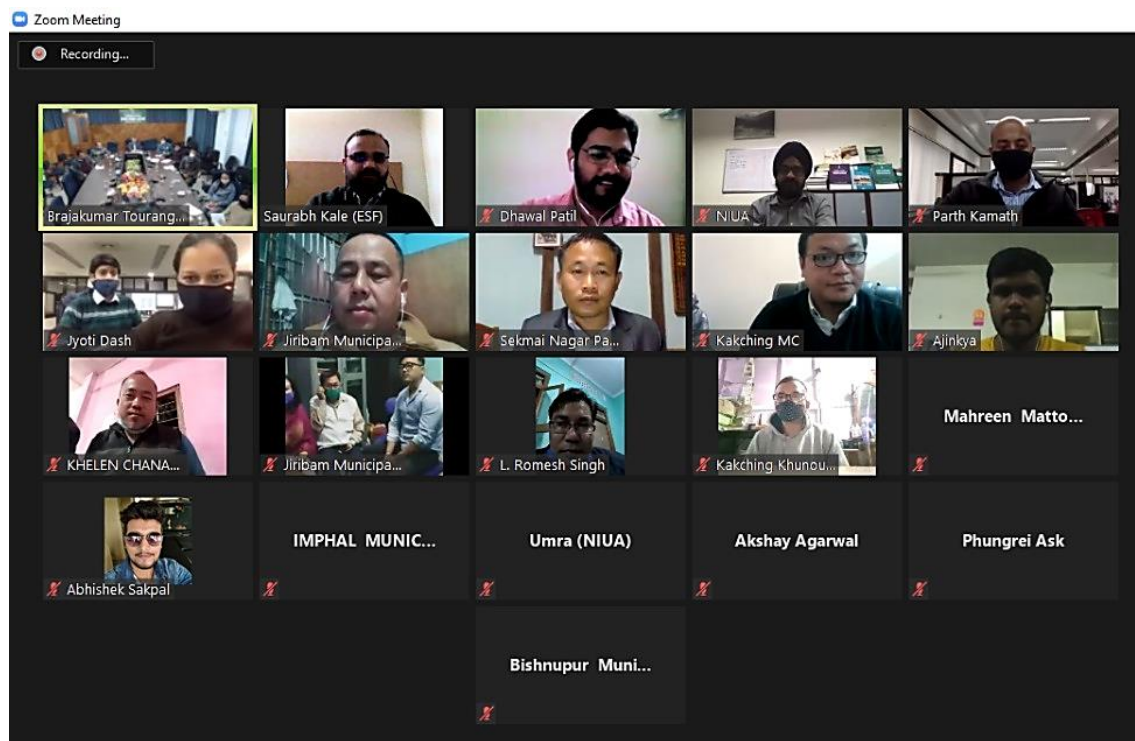 Zoom Meeting
Recording...
Brajakumar Tourang...
Saurabh Kale (ESF)
Dhawal Patil
NIUA
Parth Kamath
Jyoti Dash
Jiribam Municipa...
Sekmai Nagar Pa...
Kakching MC
Ajinkya
KHELEN CHANA...
Jiribam Municipa...
L. Romesh Singh
Kakching Khunou...
Mahreen Matto...
Abhishek Sakpal
IMPHAL MUNIC...
Umra (NIUA)
Akshay Agarwal
Phungrei Ask
Bishnupur Muni...